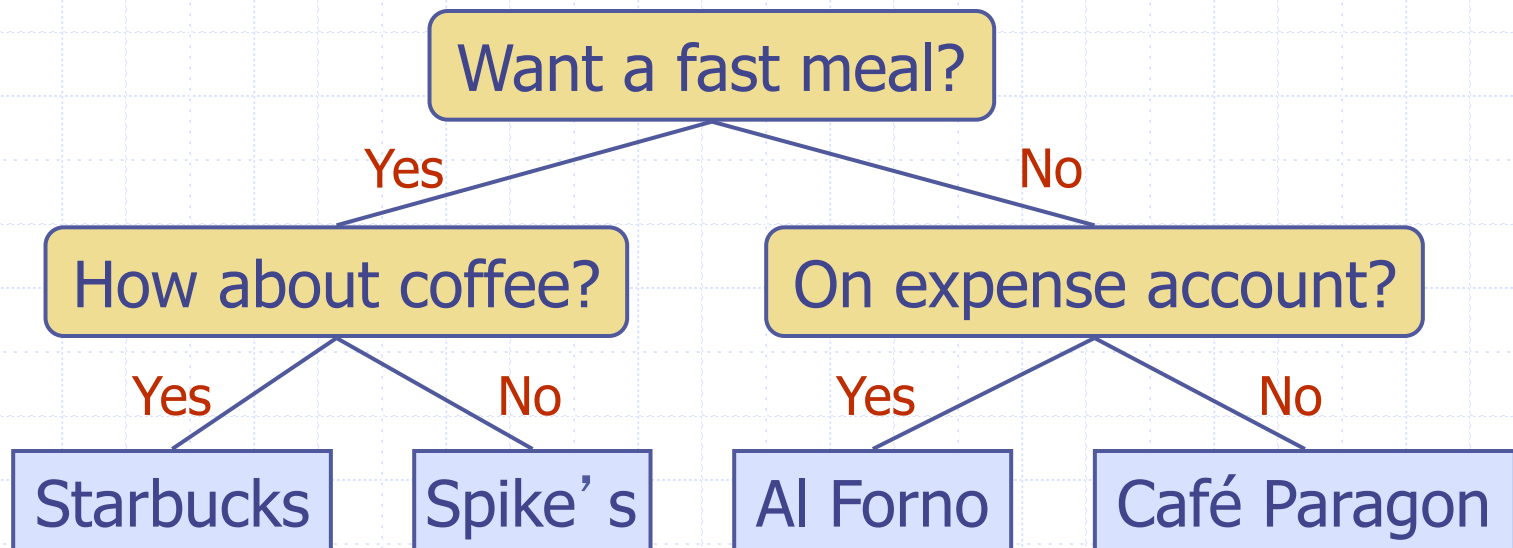 Want a fast meal?
Yes
No
How about coffee?
On expense account?
Yes
No
Yes
No
Starbucks
Spike’s
Al Forno
Café Paragon